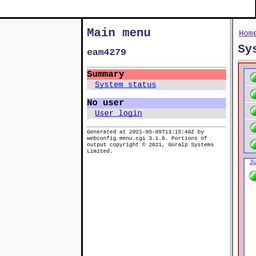 Main menu
eam4279
Summary
System status
No user
User login
Generated at 2021-05-09T13:15:48Z by
webconfig menu.cgi 3.1.8. Portions of
output copyright © 2021, Güralp Systems
Limited.
Home
Sys